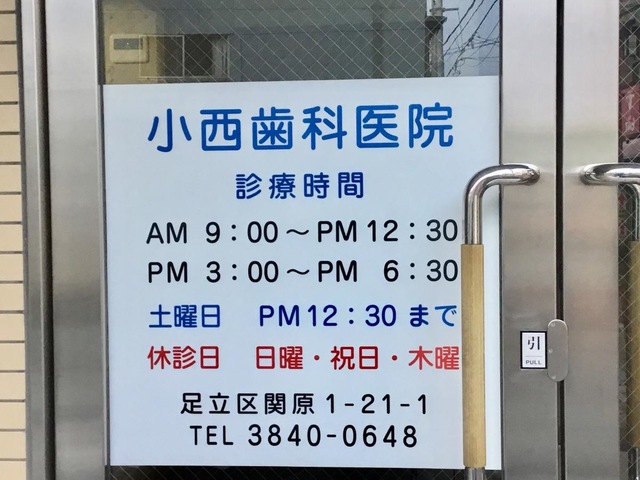 小西歯科医院
診療時間
AM 9:00〜PM 12:30
PM 3:00〜PM 6:30
土曜日 PM12:30 まで
休診日 日曜・祝日・木曜
足立区関原1-21-1
TEL 3840-0648
引
PULL